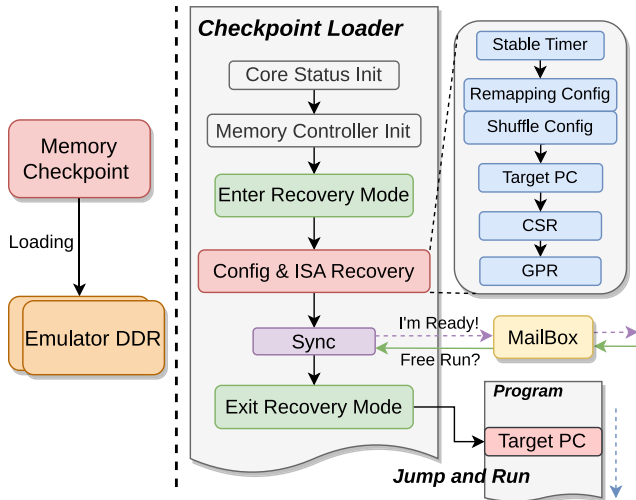 Memory
Checkpoint
Loading
Emulator DDR
Checkpoint Loader
Core Status Init
Memory Controller Init
Enter Recovery Mode
Config & ISA Recovery
Sync
Exit Recovery Mode
Stable Timer
Remapping Config
Shuffle Config
Target PC
CSR
GPR
I'm Ready!
Free Run?
MailBox
Program
Target PC
Jump and Run